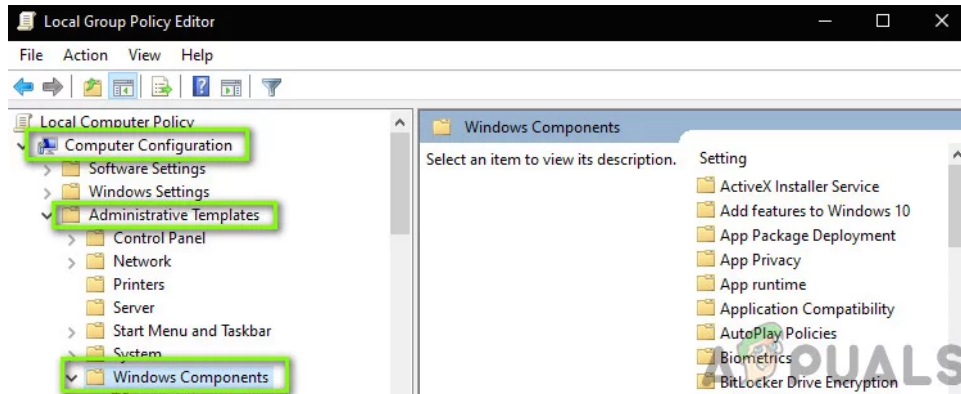 Local Group Policy Editor
File Action View Help
Local Computer Policy
Computer Configuration
Software Settings
Windows Settings
Administrative Templates
Control Panel
Network
Printers
Server
Start Menu and Taskbar
System
Windows Components
Windows Components
Select an item to view its description.
Setting
ActiveX Installer Service
Add features to Windows 10
App Package Deployment
App Privacy
App runtime
Application Compatibility
AutoPlay Policies
Biometrics
BitLocker Drive Encryption
APPUALS